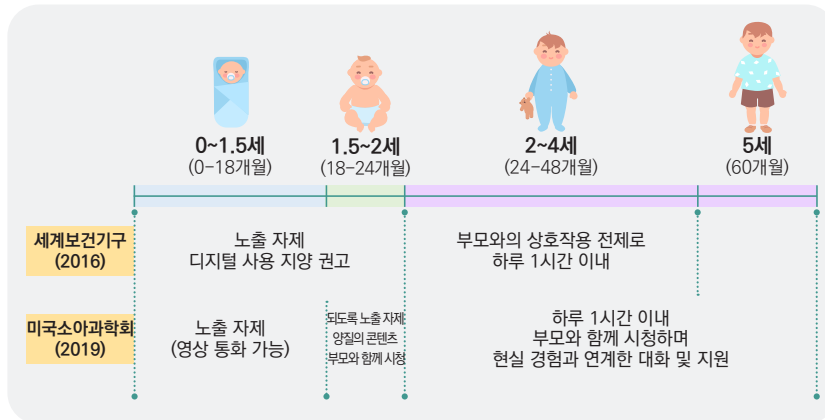 0~1.5세
(0-18개월)
1.5~2세
(18-24개월)
2~4세
(24-48개월)
5세
(60개월)
세계보건기구
(2016)
노출 자제
디지털 사용 지양 권고
부모와의 상호작용 전제로
하루 1시간 이내
미국소아과학회
(2019)
노출 자제
(영상 통화 가능)
되도록 노출 자제
양질의 콘텐츠
부모와 함께 시청
하루 1시간 이내
부모와 함께 시청하며
현실 경험과 연계한 대화 및 지원